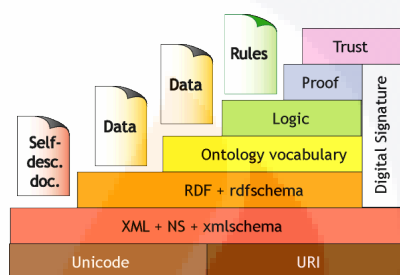 Trust
Rules
Proof
Data
Logic
Data
Digital Signature
Self-
desc.
doc.
Ontology vocabulary
RDF + rdfschema
XML + NS + xmlschema
Unicode
URI